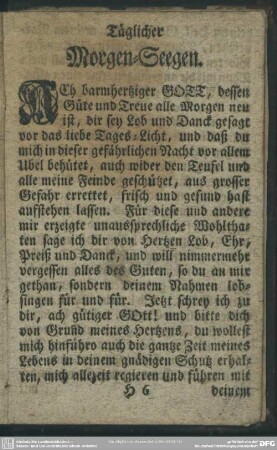 Täglicher
Morgen-Seegen.
ACh barmhertziger GOTT, dessen
Güte und Treue alle Morgen neu
ist, dir sey Lob und Danck gesagt
vor das liebe Tages-Licht, und daß du
mich in dieser gefährlichen Nacht vor allem
Ubel behütet, auch wider den Teufel und
alle meine Feinde geschützet, aus grosser
Gefahr errettet, frisch und gesund hast
aufstehen lassen. Für diese und andere
mir erzeigte unaussprechliche Wohltha-
ten sage ich dir von Hertzen Lob, Ehr,
Preiß und Danck, und will nimmermehr
vergessen alles des Guten, so du an mir
gethan, sondern deinem Nahmen lob-
singen für und für. Jetzt schrey ich zu
dir, ach gütiger GOtt! und bitte dich
von Grund meines Hertzens, du wollest
mich hinführo auch die gantze Zeit meines
Lebens in deinem gnädigen Schutz erhal-
ten, mich allezeit regieren und führen mit
H 6 deinem